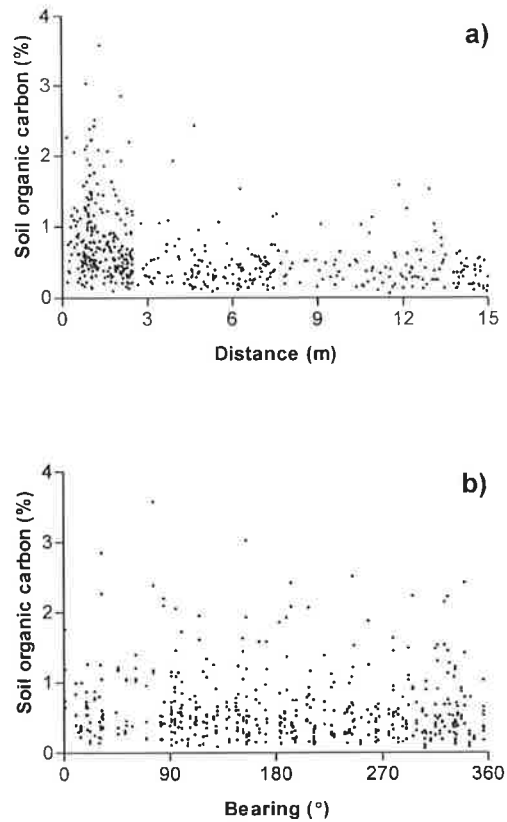 a)
Soil organic carbon (%)
4
3
2
1
0
0 3 6 9 12 15
Distance (m)
b)
Soil organic carbon (%)
4
3
2
1
0
0 90 180 270 360
Bearing (°)